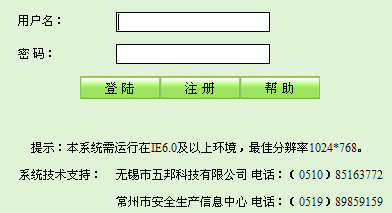 用户名：
密 码：
登 陆 注 册 帮 助
提示：本系统需运行在IE6.0及以上环境，最佳分辨率1024*768。
系统技术支持： 无锡市五邦科技有限公司 电话：（0510）85163772
常州市安全生产信息中心 电话：（0519）89859159